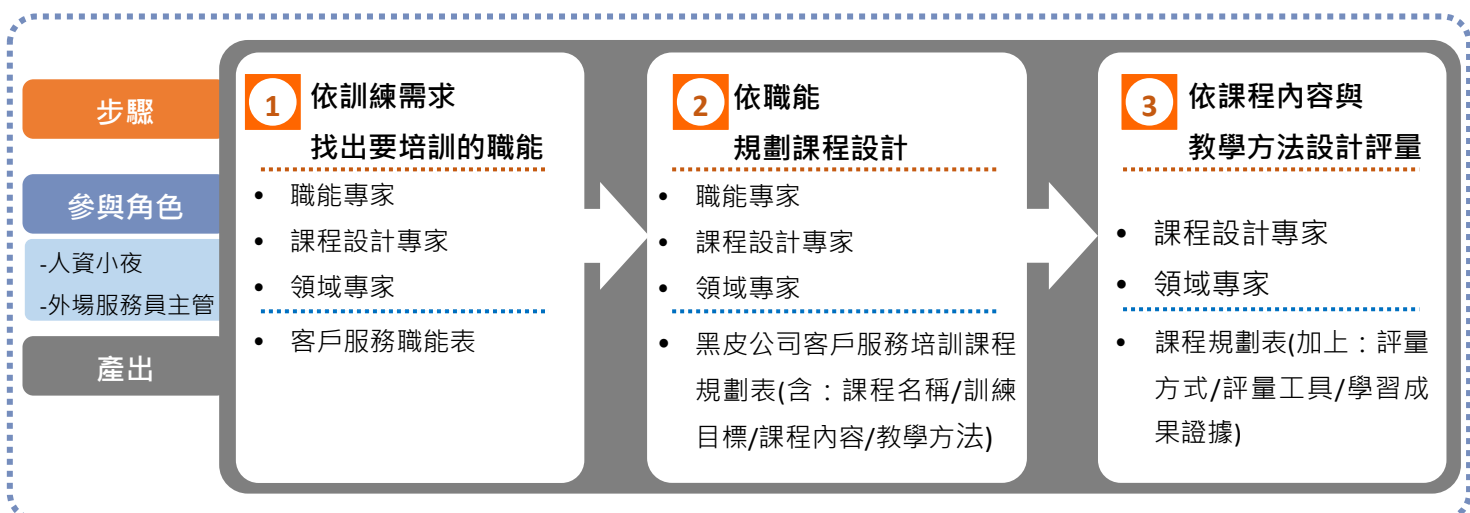 步驟
參與角色
-人資小夜
-外場服務員主管
產出
1
依訓練需求
找出要培訓的職能
• 職能專家
• 課程設計專家
• 領域專家
• 客戶服務職能表
2
依職能
規劃課程設計
• 職能專家
• 課程設計專家
• 領域專家
• 黑皮公司客戶服務培訓課程
規劃表(含：課程名稱/訓練
目標/課程內容/教學方法)
3
依課程內容與
教學方法設計評量
• 課程設計專家
• 領域專家
• 課程規劃表(加上：評量
方式/評量工具/學習成
果證據)